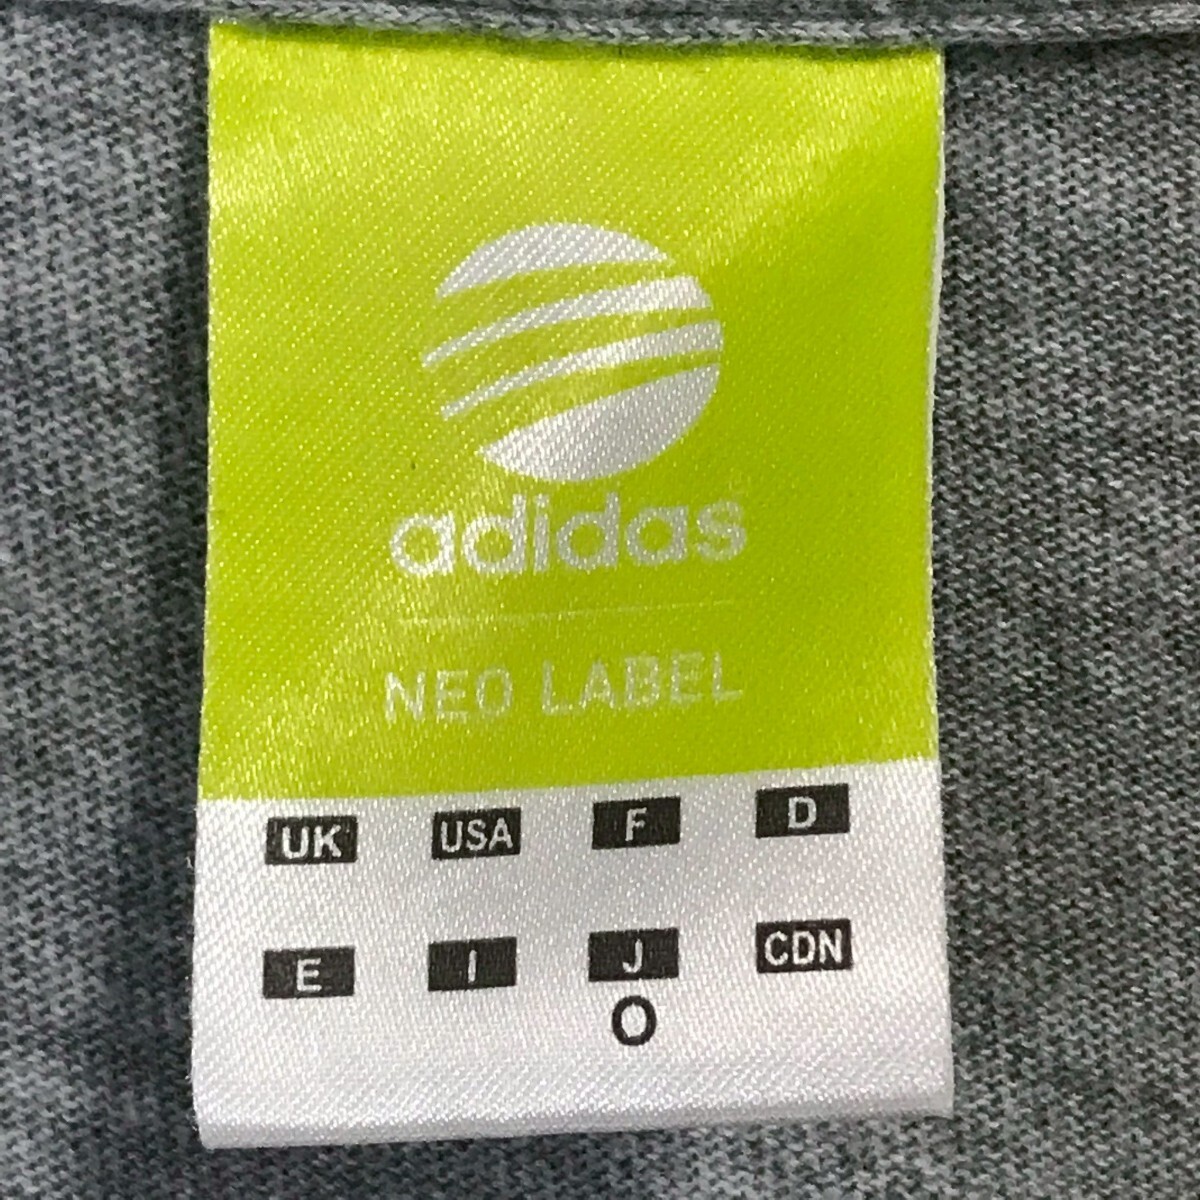 adidas
NEO LABEL
UK USA F D
E I J CDN
O